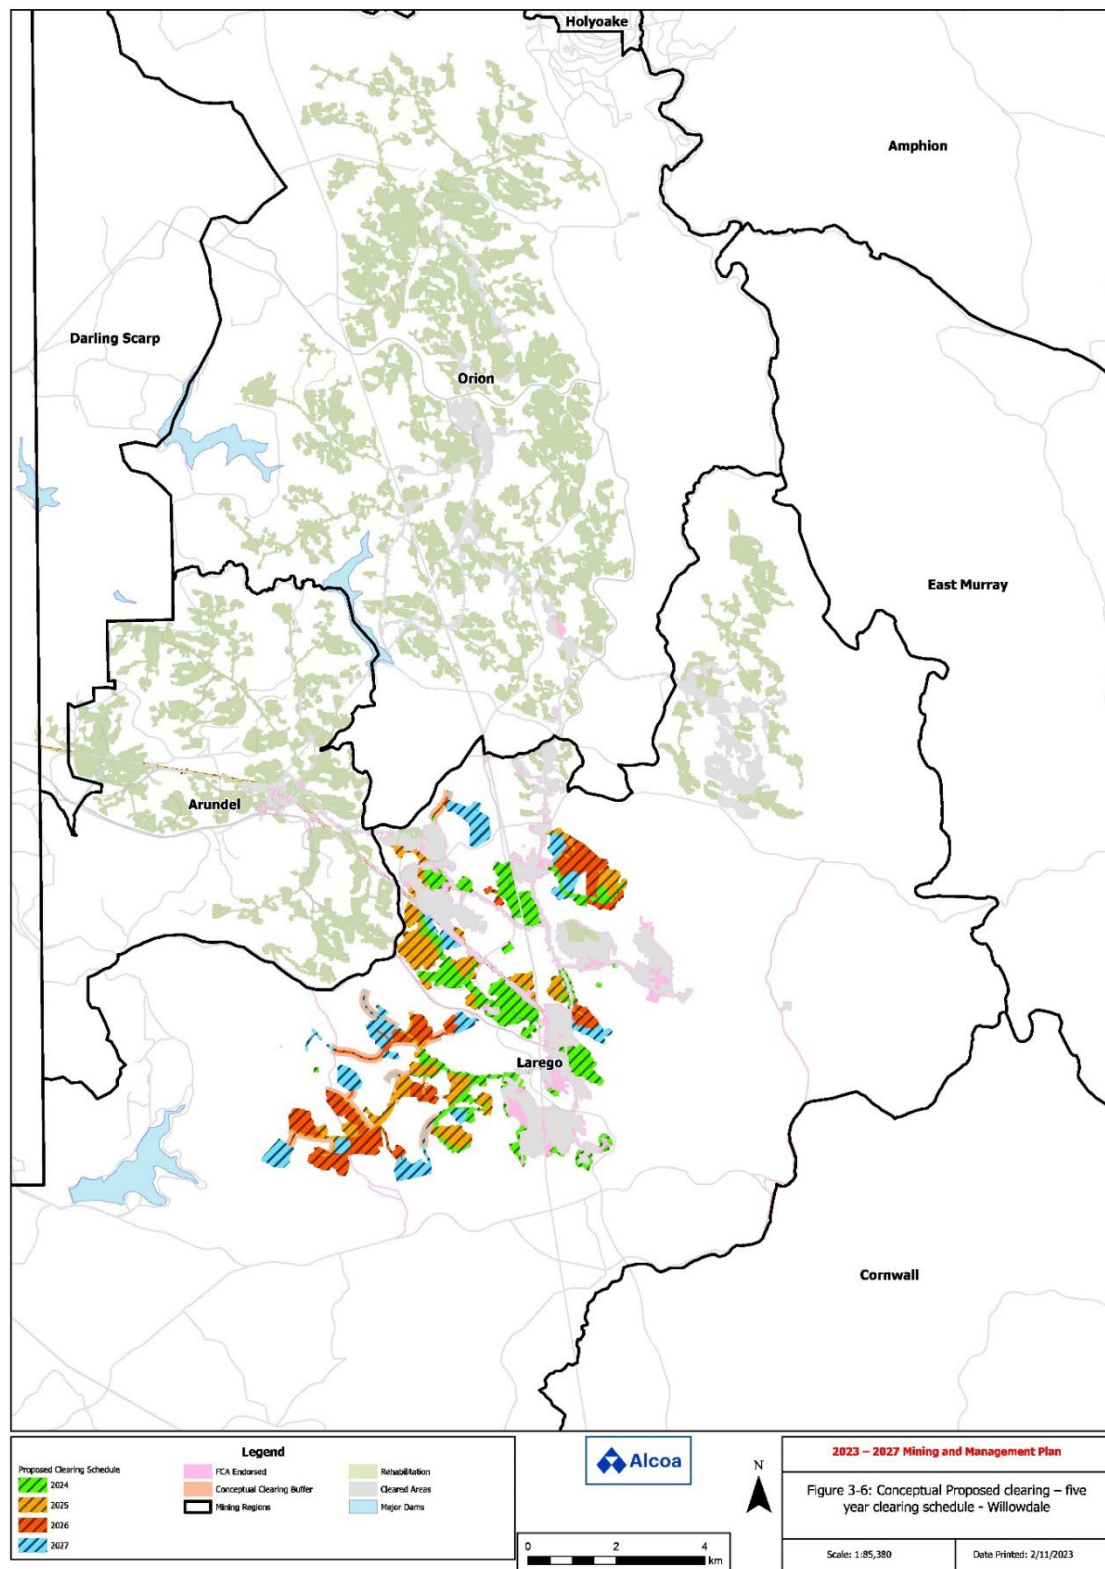 Holyoake
Amphion
Darling Scarp
Orion
East Murray
Arundel
Larego
Cornwall
Legend
Proposed Clearing Schedule
2024
2025
2026
2027
FCA Endorsed
Conceptual Clearing Buffer
Mining Regions
Rehabilitation
Cleared Areas
Major Dams
Alcoa
N
0 2 4
km
2023 – 2027 Mining and Management Plan
Figure 3-6: Conceptual Proposed clearing – five
year clearing schedule - Willowdale
Scale: 1:85,380
Date Printed: 2/11/2023